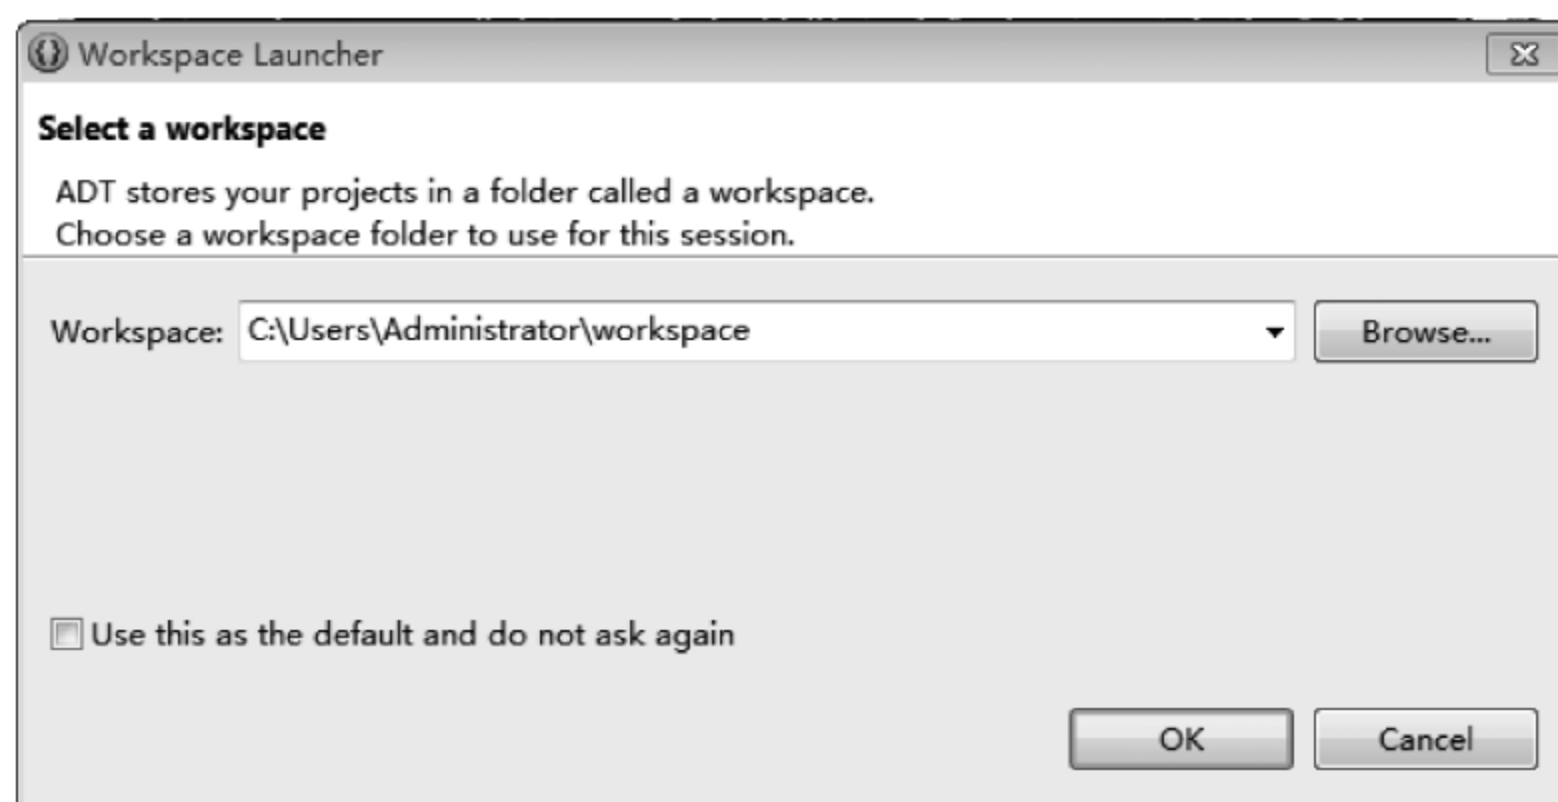 Workspace Launcher
Select a workspace
ADT stores your projects in a folder called a workspace.
Choose a workspace folder to use for this session.
Workspace: C:\Users\Administrator\workspace Browse...
Use this as the default and do not ask again
OK Cancel